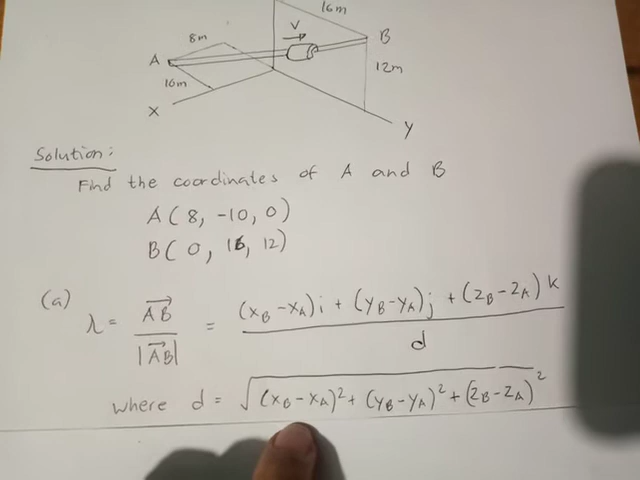 16m
8m
V
A
B
10m
12m
X
Y
Solution:
Find the coordinates of A and B
A(8, -10, 0)
B(0, 16, 12)
(a) λ = AB / |AB| = (xB-xA)i + (yB-yA)j + (zB-zA)k / d
where d = √(xB-xA)² + (yB-yA)² + (zB-zA)²